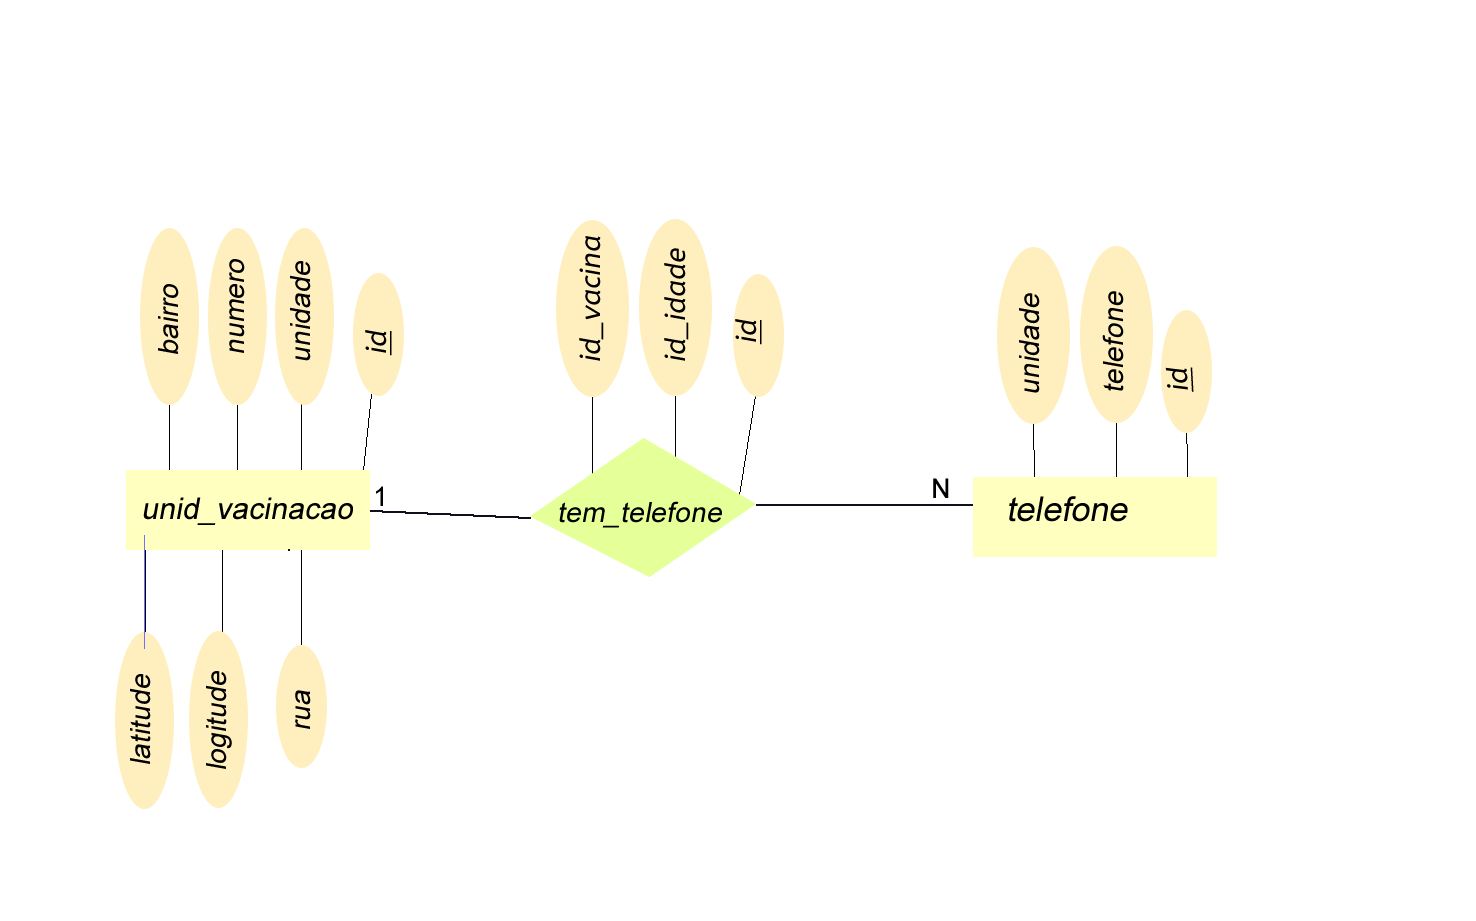 bairro
numero
unidade
id
id_vacina
id_idade
id
unidade
telefone
id
unid_vacinacao
1
tem_telefone
N
telefone
latitude
logitude
rua